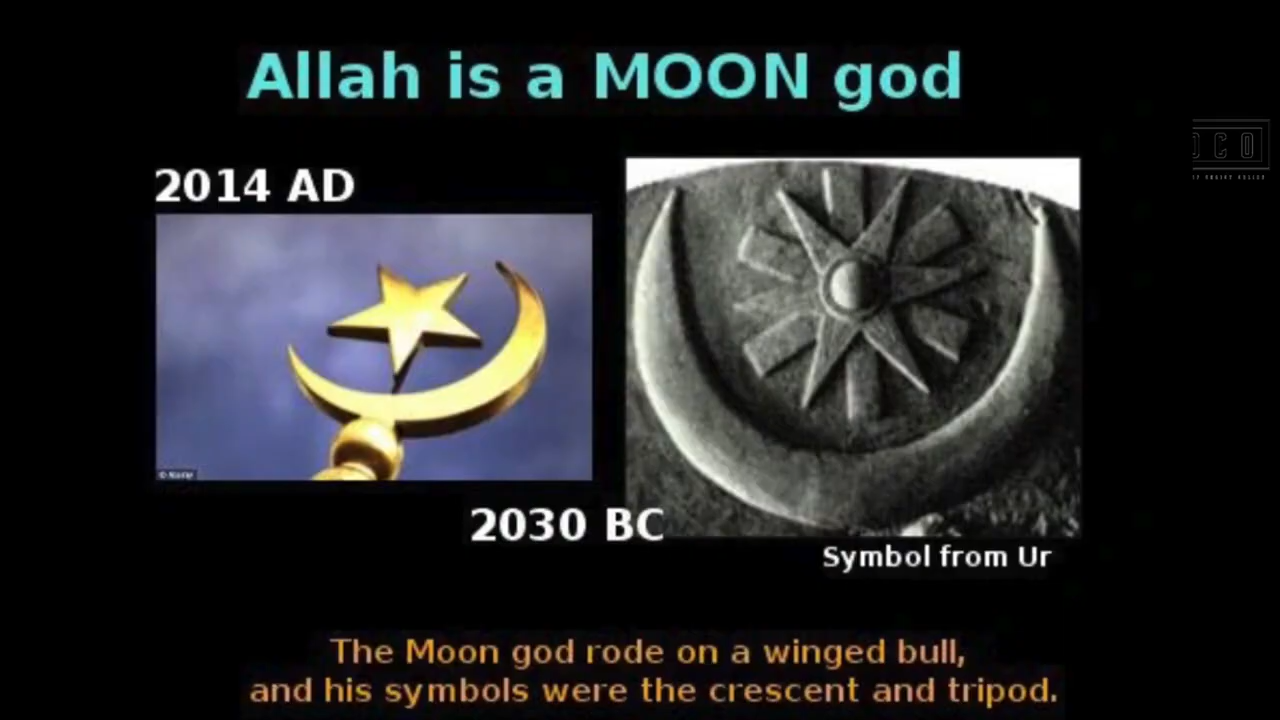 Allah is a MOON god
2014 AD
2030 BC
Symbol from Ur
The Moon god rode on a winged bull,
and his symbols were the crescent and tripod.